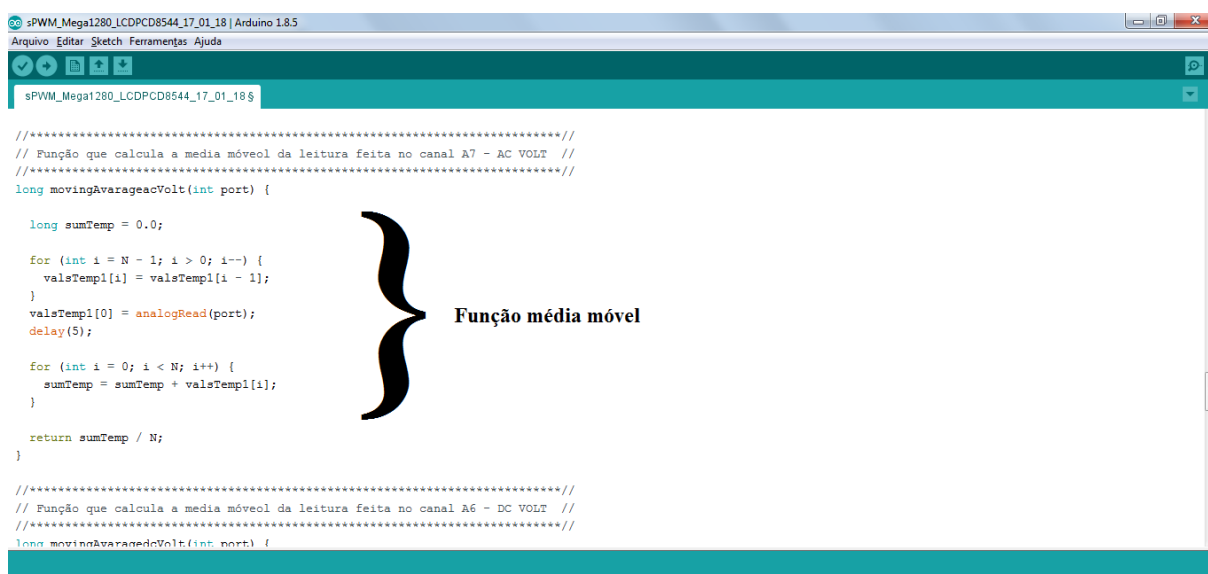 sPWM_Mega1280_LCDPCD8544_17_01_18 | Arduino 1.8.5
Arquivo Editar Sketch Ferramentas Ajuda
sPWM_Mega1280_LCDPCD8544_17_01_18 §
//***************************************************************************//
// Função que calcula a media móveol da leitura feita no canal A7 - AC VOLT  //
//***************************************************************************//
long movingAvarageacVolt(int port) {
  long sumTemp = 0.0;
  for (int i = N - 1; i > 0; i--) {
    valsTemp1[i] = valsTemp1[i - 1];
  }
  valsTemp1[0] = analogRead(port);
  delay(5);
  for (int i = 0; i < N; i++) {
    sumTemp = sumTemp + valsTemp1[i];
  }
  return sumTemp / N;
}
Função média móvel
//***************************************************************************//
// Função que calcula a media móveol da leitura feita no canal A6 - DC VOLT  //
//***************************************************************************//
long movingAvaragedcVolt(int port) {